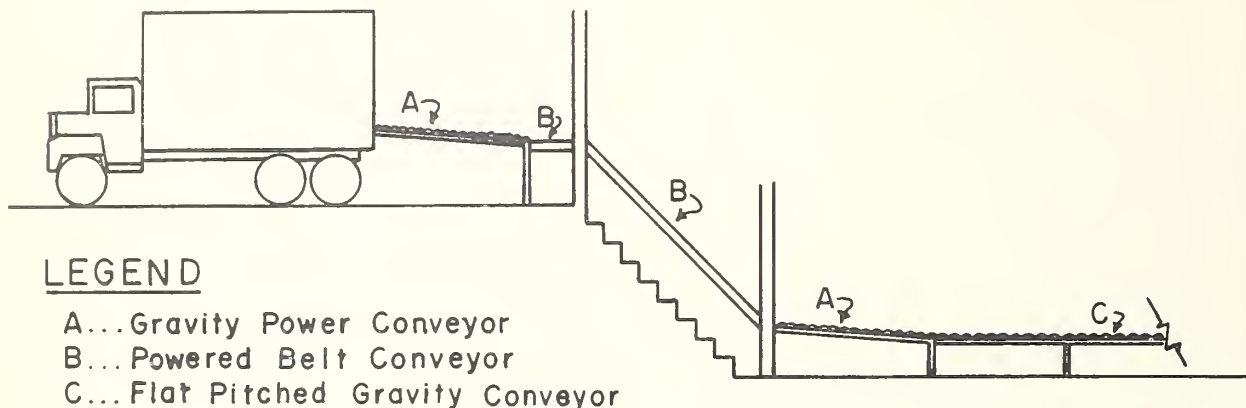 A
B
B
A
C
LEGEND
A...Gravity Power Conveyor
B...Powered Belt Conveyor
C...Flat Pitched Gravity Conveyor